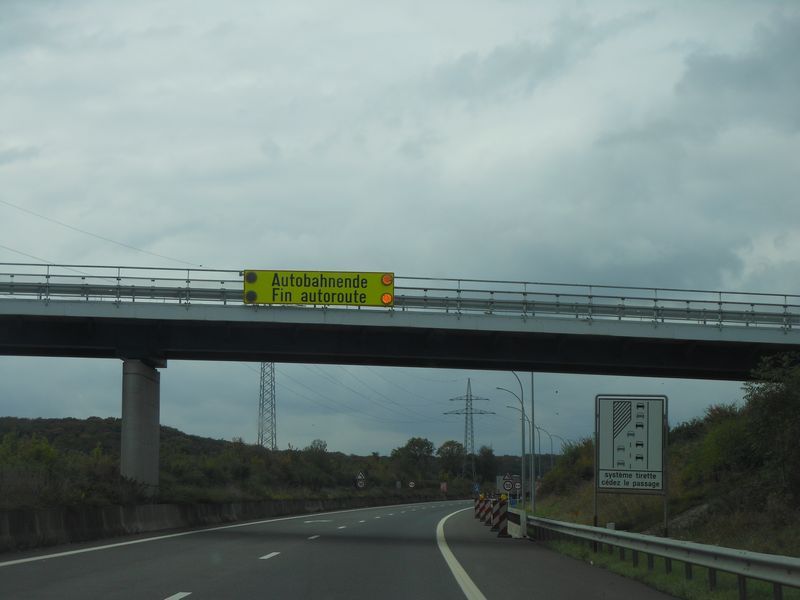 Autobahnende
Fin autoroute
système tirette
cédez le passage